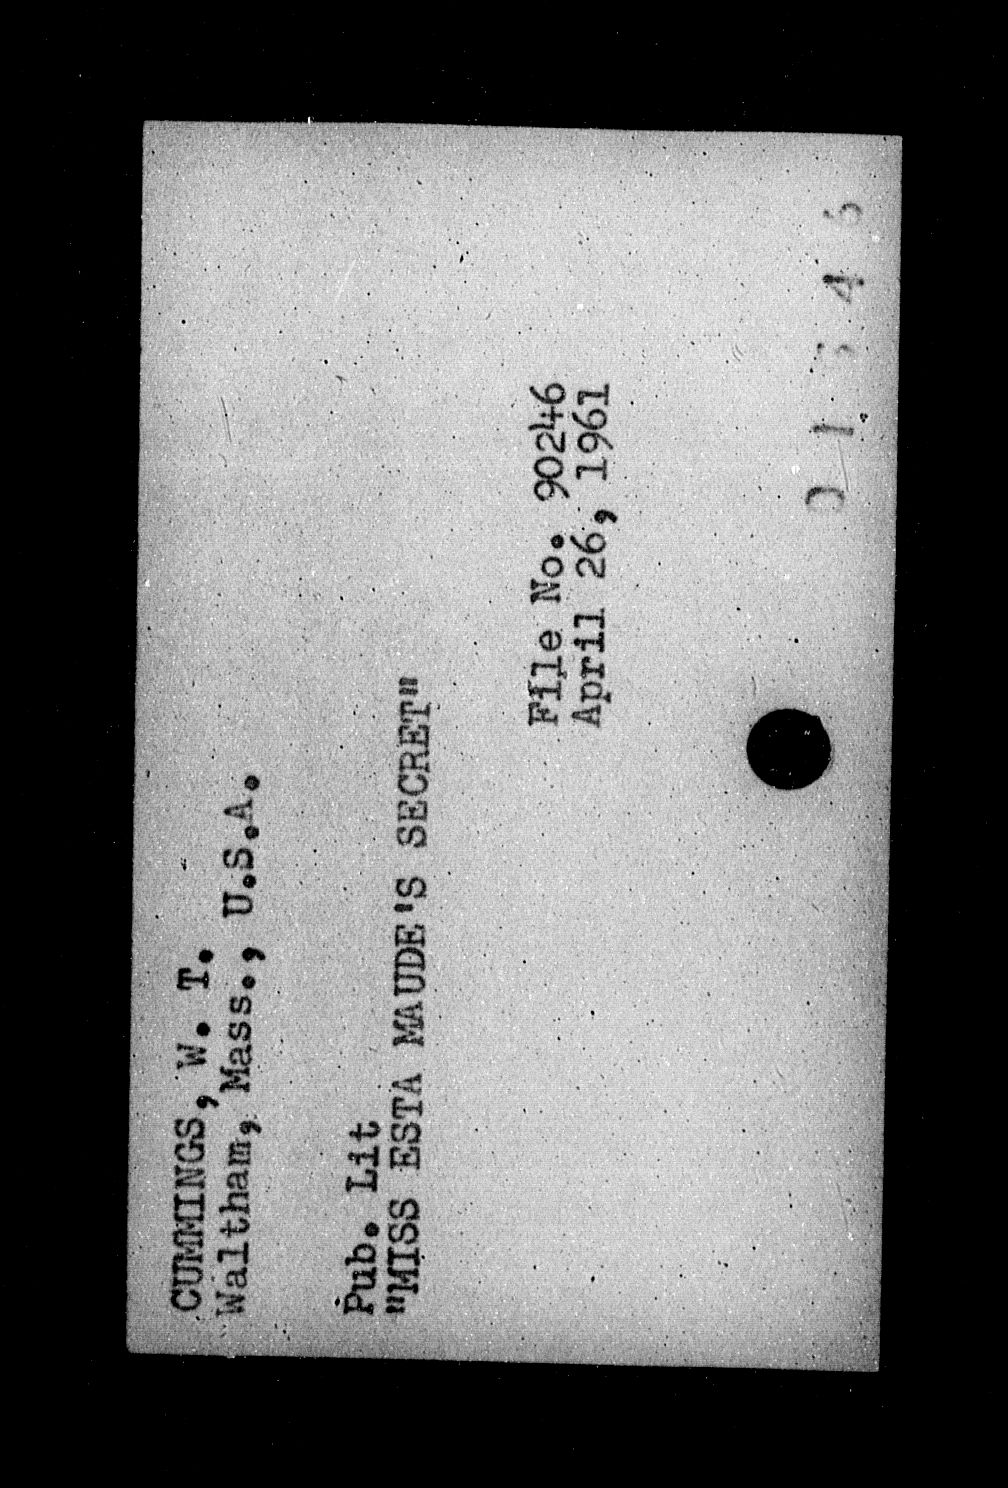 CUMMINGS, W. T.
Waltham, Mass., U.S.A.
Pub. Lit
"MISS ESTA MAUDE'S SECRET"
File No. 90246
April 26, 1961